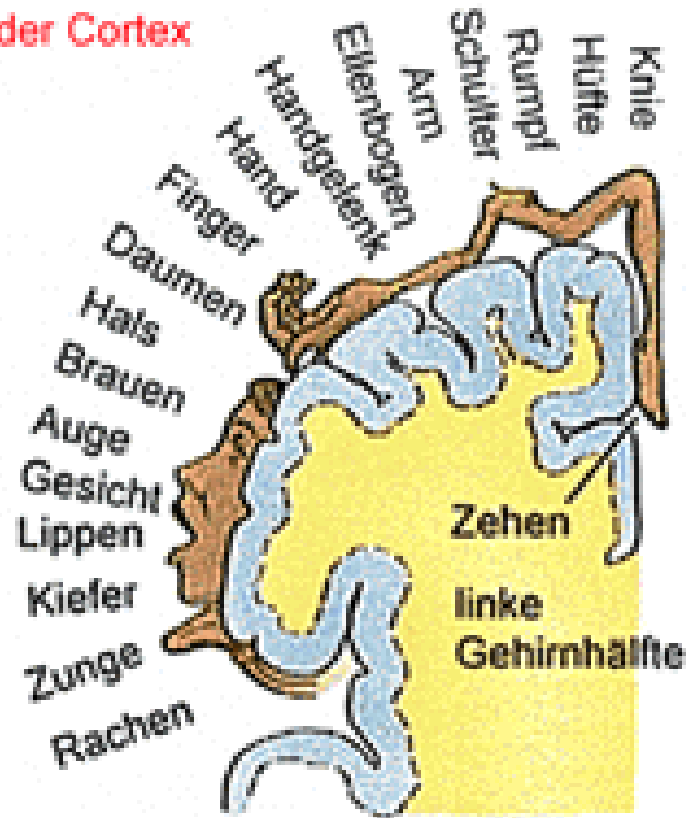 der Cortex
Knie
Hüfte
Rumpf
Schulter
Arm
Ellenbogen
Handgelenk
Hand
Finger
Daumen
Hals
Brauen
Auge
Gesicht
Lippen
Kiefer
Zunge
Rachen
Zehen
linke
Gehirnhälfte